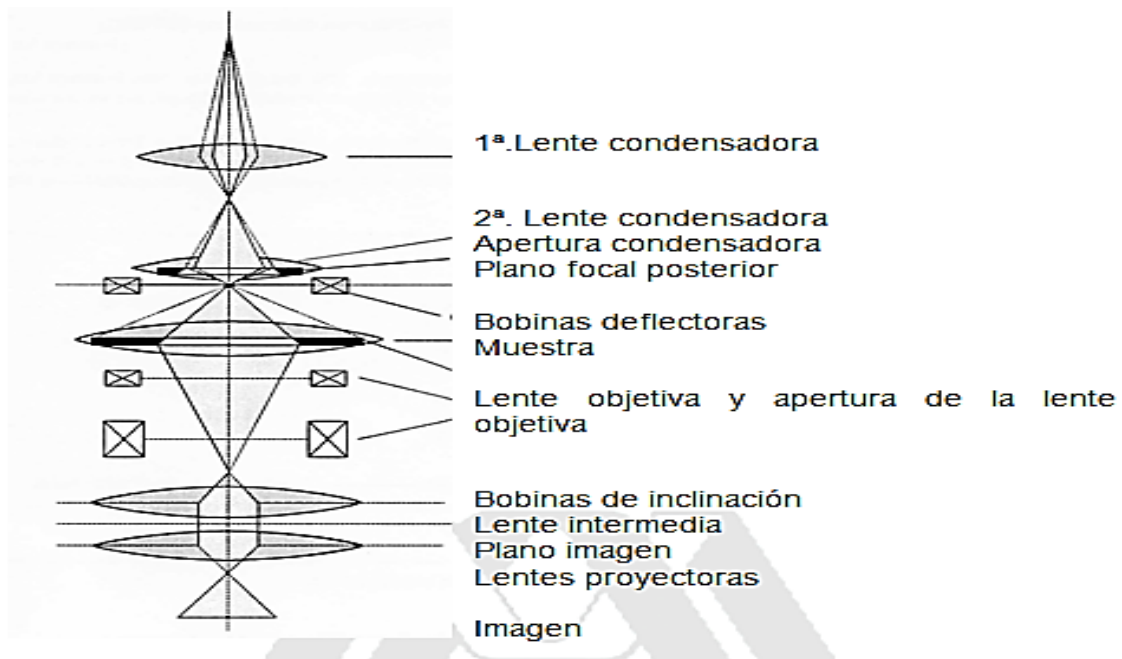 1ª.Lente condensadora
2ª. Lente condensadora
Apertura condensadora
Plano focal posterior
Bobinas deflectoras
Muestra
Lente objetiva y apertura de la lente
objetiva
Bobinas de inclinación
Lente intermedia
Plano imagen
Lentes proyectoras
Imagen